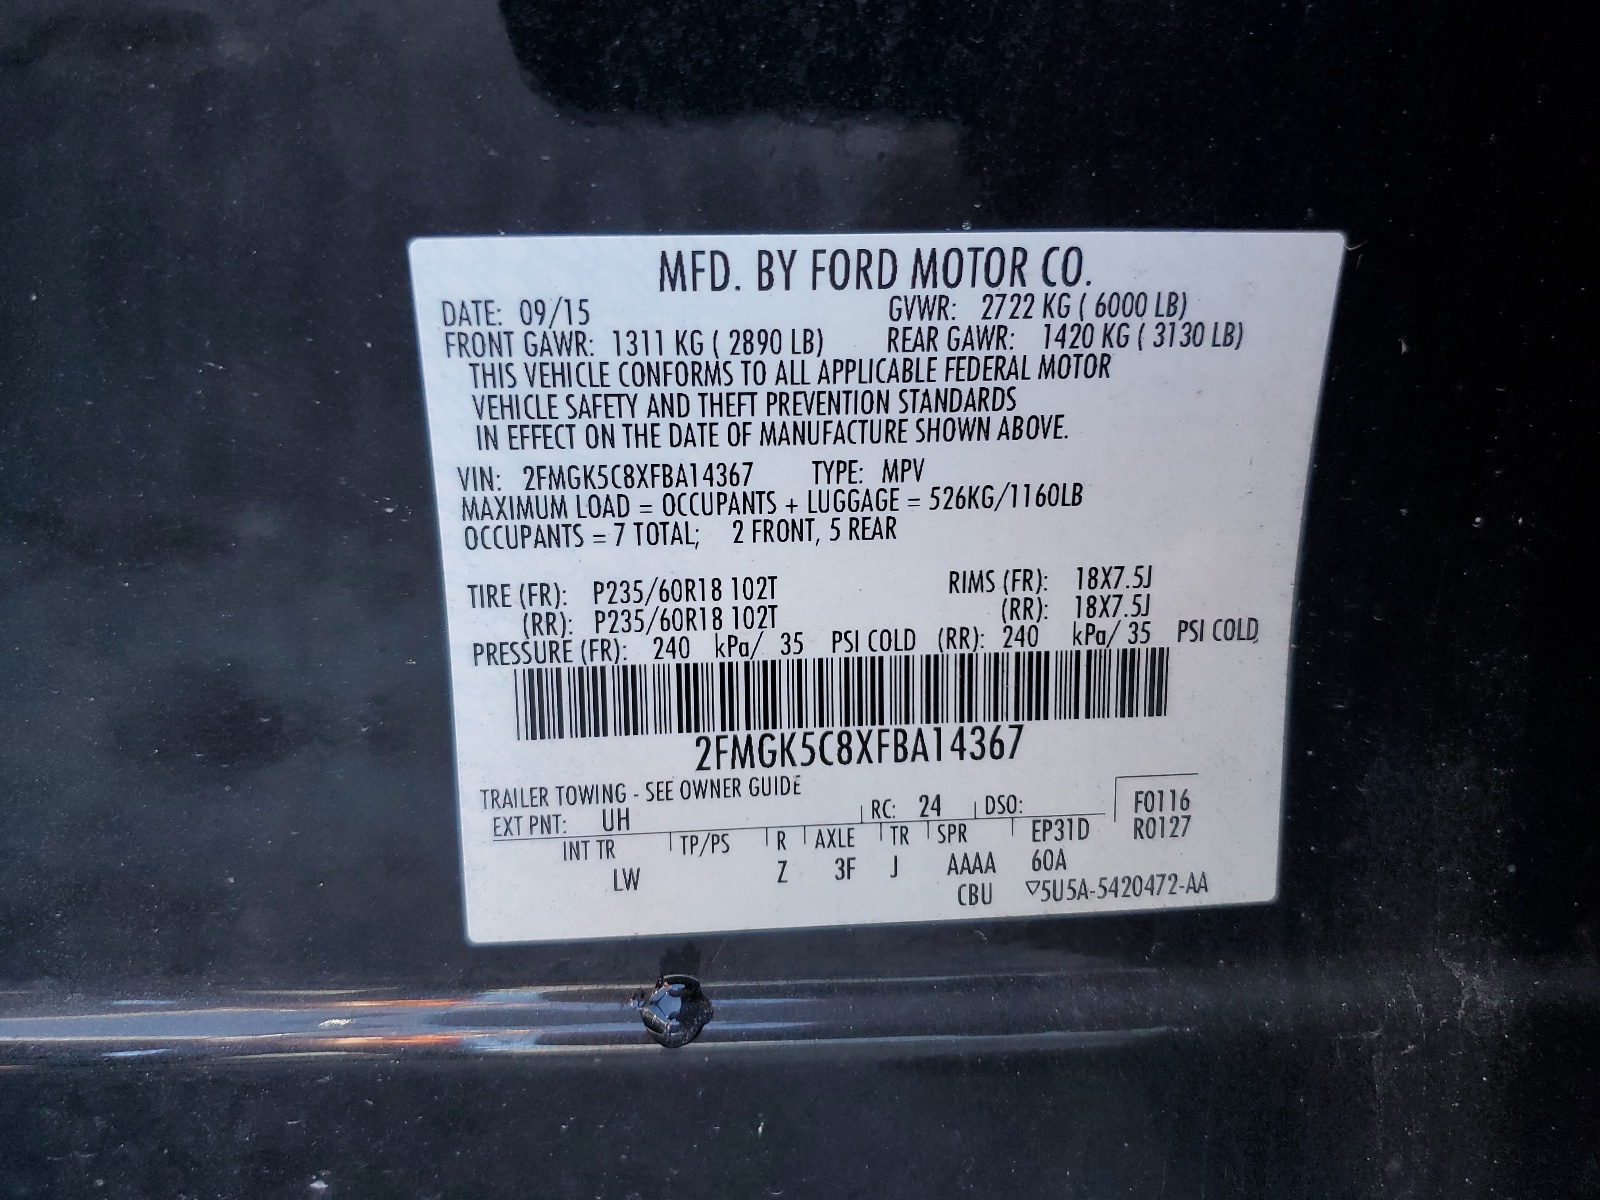 MFD. BY FORD MOTOR CO.
DATE: 09/15 GVWR: 2722 KG ( 6000 LB)
FRONT GAWR: 1311 KG ( 2890 LB) REAR GAWR: 1420 KG ( 3130 LB)
THIS VEHICLE CONFORMS TO ALL APPLICABLE FEDERAL MOTOR
VEHICLE SAFETY AND THEFT PREVENTION STANDARDS
IN EFFECT ON THE DATE OF MANUFACTURE SHOWN ABOVE.
VIN: 2FMGK5C8XFBA14367 TYPE: MPV
MAXIMUM LOAD = OCCUPANTS + LUGGAGE = 526KG/1160LB
OCCUPANTS = 7 TOTAL; 2 FRONT, 5 REAR
TIRE (FR): P235/60R18 102T RIMS (FR): 18X7.5J
(RR): P235/60R18 102T (RR): 18X7.5J
PRESSURE (FR): 240 kPa/ 35 PSI COLD (RR): 240 kPa/ 35 PSI COLD
2FMGK5C8XFBA14367
TRAILER TOWING - SEE OWNER GUIDE
EXT PNT: UH RC: 24 DSO: F0116
INT TR TP/PS R AXLE TR SPR EP31D R0127
LW Z 3F J AAAA 60A
CBU ▽5U5A-5420472-AA